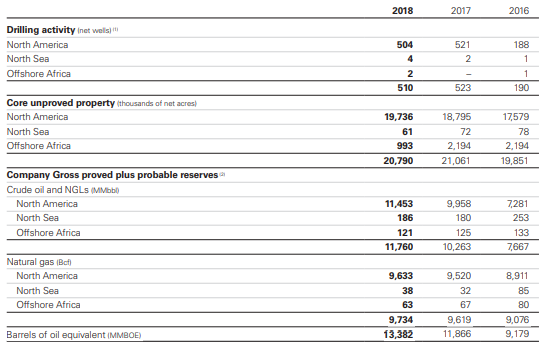 2018 2017 2016
Drilling activity (net wells) (1)
North America 504 521 188
North Sea 4 2 1
Offshore Africa 2 – 1
510 523 190
Core unproved property (thousands of net acres)
North America 19,736 18,795 17,579
North Sea 61 72 78
Offshore Africa 993 2,194 2,194
20,790 21,061 19,851
Company Gross proved plus probable reserves (2)
Crude oil and NGLs (MMbbl)
North America 11,453 9,958 7,281
North Sea 186 180 253
Offshore Africa 121 125 133
11,760 10,263 7,667
Natural gas (Bcf)
North America 9,633 9,520 8,911
North Sea 38 32 85
Offshore Africa 63 67 80
9,734 9,619 9,076
Barrels of oil equivalent (MMBOE) 13,382 11,866 9,179